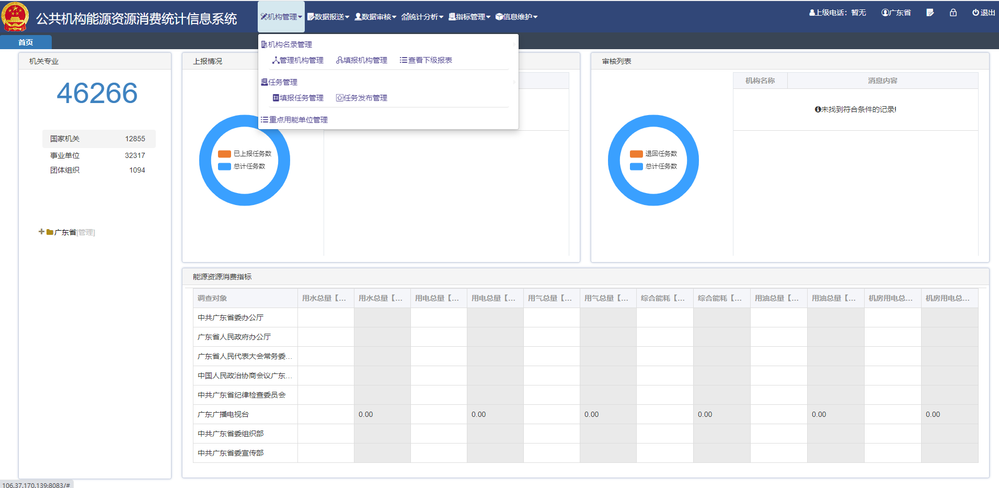 公共机构能源资源消费统计信息系统
机构管理 数据报送 数据审核 统计分析 指标管理 信息维护
上级电话：暂无 广东省 退出
首页
机构名录管理
管理机构管理 填报机构管理 查看下级报表
任务管理
填报任务管理 任务发布管理
重点用能单位管理
机关专业
46266
国家机关 12855
事业单位 32317
团体组织 1094
广东省[管理]
上报情况
已上报任务数
总计任务数
审核列表
机构名称 消息内容
未找到符合条件的记录!
退回任务数
总计任务数
能源资源消费指标
调查对象 用水总量【... 用水总量【... 用电总量【... 用电总量【... 用气总量【... 用气总量【... 综合能耗【... 综合能耗【... 用油总量【... 用油总量【... 机房用电总... 机房用电总...
中共广东省委办公厅
广东省人民政府办公厅
广东省人民代表大会常务委...
中国人民政治协商会议广东...
中共广东省纪律检查委员会
广东广播电视台 0.00 0.00 0.00 0.00 0.00 0.00
中共广东省委组织部
中共广东省委宣传部
106.37.170.139:8083/#